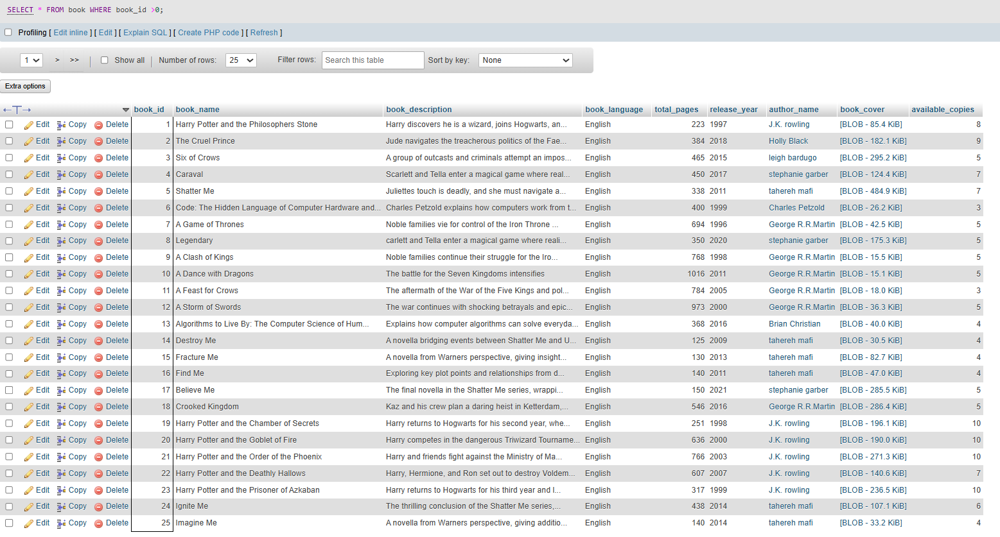 SELECT * FROM book WHERE book_id >0;
Profiling [ Edit inline ] [ Edit ] [ Explain SQL ] [ Create PHP code ] [ Refresh ]
1 > >> Show all Number of rows: 25 Filter rows: Search this table Sort by key: None
Extra options
←T→ book_id book_name book_description book_language total_pages release_year author_name book_cover available_copies
Edit Copy Delete 1 Harry Potter and the Philosophers Stone Harry discovers he is a wizard, joins Hogwarts, an... English 223 1997 J.K. rowling [BLOB - 85.4 KiB] 8
Edit Copy Delete 2 The Cruel Prince Jude navigates the treacherous politics of the Fae... English 384 2018 Holly Black [BLOB - 182.1 KiB] 9
Edit Copy Delete 3 Six of Crows A group of outcasts and criminals attempt an impos... English 465 2015 leigh bardugo [BLOB - 295.2 KiB] 5
Edit Copy Delete 4 Caraval Scarlett and Tella enter a magical game where real... English 450 2017 stephanie garber [BLOB - 124.4 KiB] 7
Edit Copy Delete 5 Shatter Me Juliettes touch is deadly, and she must navigate a... English 338 2011 tahereh mafi [BLOB - 484.9 KiB] 7
Edit Copy Delete 6 Code: The Hidden Language of Computer Hardware and... Charles Petzold explains how computers work from t... English 400 1999 Charles Petzold [BLOB - 26.2 KiB] 3
Edit Copy Delete 7 A Game of Thrones Noble families vie for control of the Iron Throne ... English 694 1996 George R.R.Martin [BLOB - 42.5 KiB] 5
Edit Copy Delete 8 Legendary carlett and Tella enter a magical game where reali... English 350 2020 stephanie garber [BLOB - 175.3 KiB] 5
Edit Copy Delete 9 A Clash of Kings Noble families continue their struggle for the Iro... English 768 1998 George R.R.Martin [BLOB - 15.5 KiB] 5
Edit Copy Delete 10 A Dance with Dragons The battle for the Seven Kingdoms intensifies English 1016 2011 George R.R.Martin [BLOB - 15.1 KiB] 5
Edit Copy Delete 11 A Feast for Crows The aftermath of the War of the Five Kings and pol... English 784 2005 George R.R.Martin [BLOB - 18.0 KiB] 3
Edit Copy Delete 12 A Storm of Swords The war continues with shocking betrayals and epic... English 973 2000 George R.R.Martin [BLOB - 36.3 KiB] 5
Edit Copy Delete 13 Algorithms to Live By: The Computer Science of Hum... Explains how computer algorithms can solve everyda... English 368 2016 Brian Christian [BLOB - 40.0 KiB] 4
Edit Copy Delete 14 Destroy Me A novella bridging events between Shatter Me and U... English 125 2009 tahereh mafi [BLOB - 30.5 KiB] 4
Edit Copy Delete 15 Fracture Me A novella from Warners perspective, giving insight... English 130 2013 tahereh mafi [BLOB - 82.7 KiB] 4
Edit Copy Delete 16 Find Me Exploring key plot points and relationships from d... English 140 2011 tahereh mafi [BLOB - 47.0 KiB] 4
Edit Copy Delete 17 Believe Me The final novella in the Shatter Me series, wrappi... English 150 2021 stephanie garber [BLOB - 285.5 KiB] 5
Edit Copy Delete 18 Crooked Kingdom Kaz and his crew plan a daring heist in Ketterdam,... English 546 2016 George R.R.Martin [BLOB - 286.4 KiB] 5
Edit Copy Delete 19 Harry Potter and the Chamber of Secrets Harry returns to Hogwarts for his second year, whe... English 251 1998 J.K. rowling [BLOB - 196.1 KiB] 10
Edit Copy Delete 20 Harry Potter and the Goblet of Fire Harry competes in the dangerous Triwizard Tourname... English 636 2000 J.K. rowling [BLOB - 190.0 KiB] 10
Edit Copy Delete 21 Harry Potter and the Order of the Phoenix Harry and friends fight against the Ministry of Ma... English 766 2003 J.K. rowling [BLOB - 271.3 KiB] 10
Edit Copy Delete 22 Harry Potter and the Deathly Hallows Harry, Hermione, and Ron set out to destroy Voldem... English 607 2007 J.K. rowling [BLOB - 140.6 KiB] 7
Edit Copy Delete 23 Harry Potter and the Prisoner of Azkaban Harry returns to Hogwarts for his third year and l... English 317 1999 J.K. rowling [BLOB - 236.5 KiB] 10
Edit Copy Delete 24 Ignite Me The thrilling conclusion of the Shatter Me series,... English 438 2014 tahereh mafi [BLOB - 107.1 KiB] 6
Edit Copy Delete 25 Imagine Me A novella from Warners perspective, giving additio... English 140 2014 tahereh mafi [BLOB - 33.2 KiB] 4